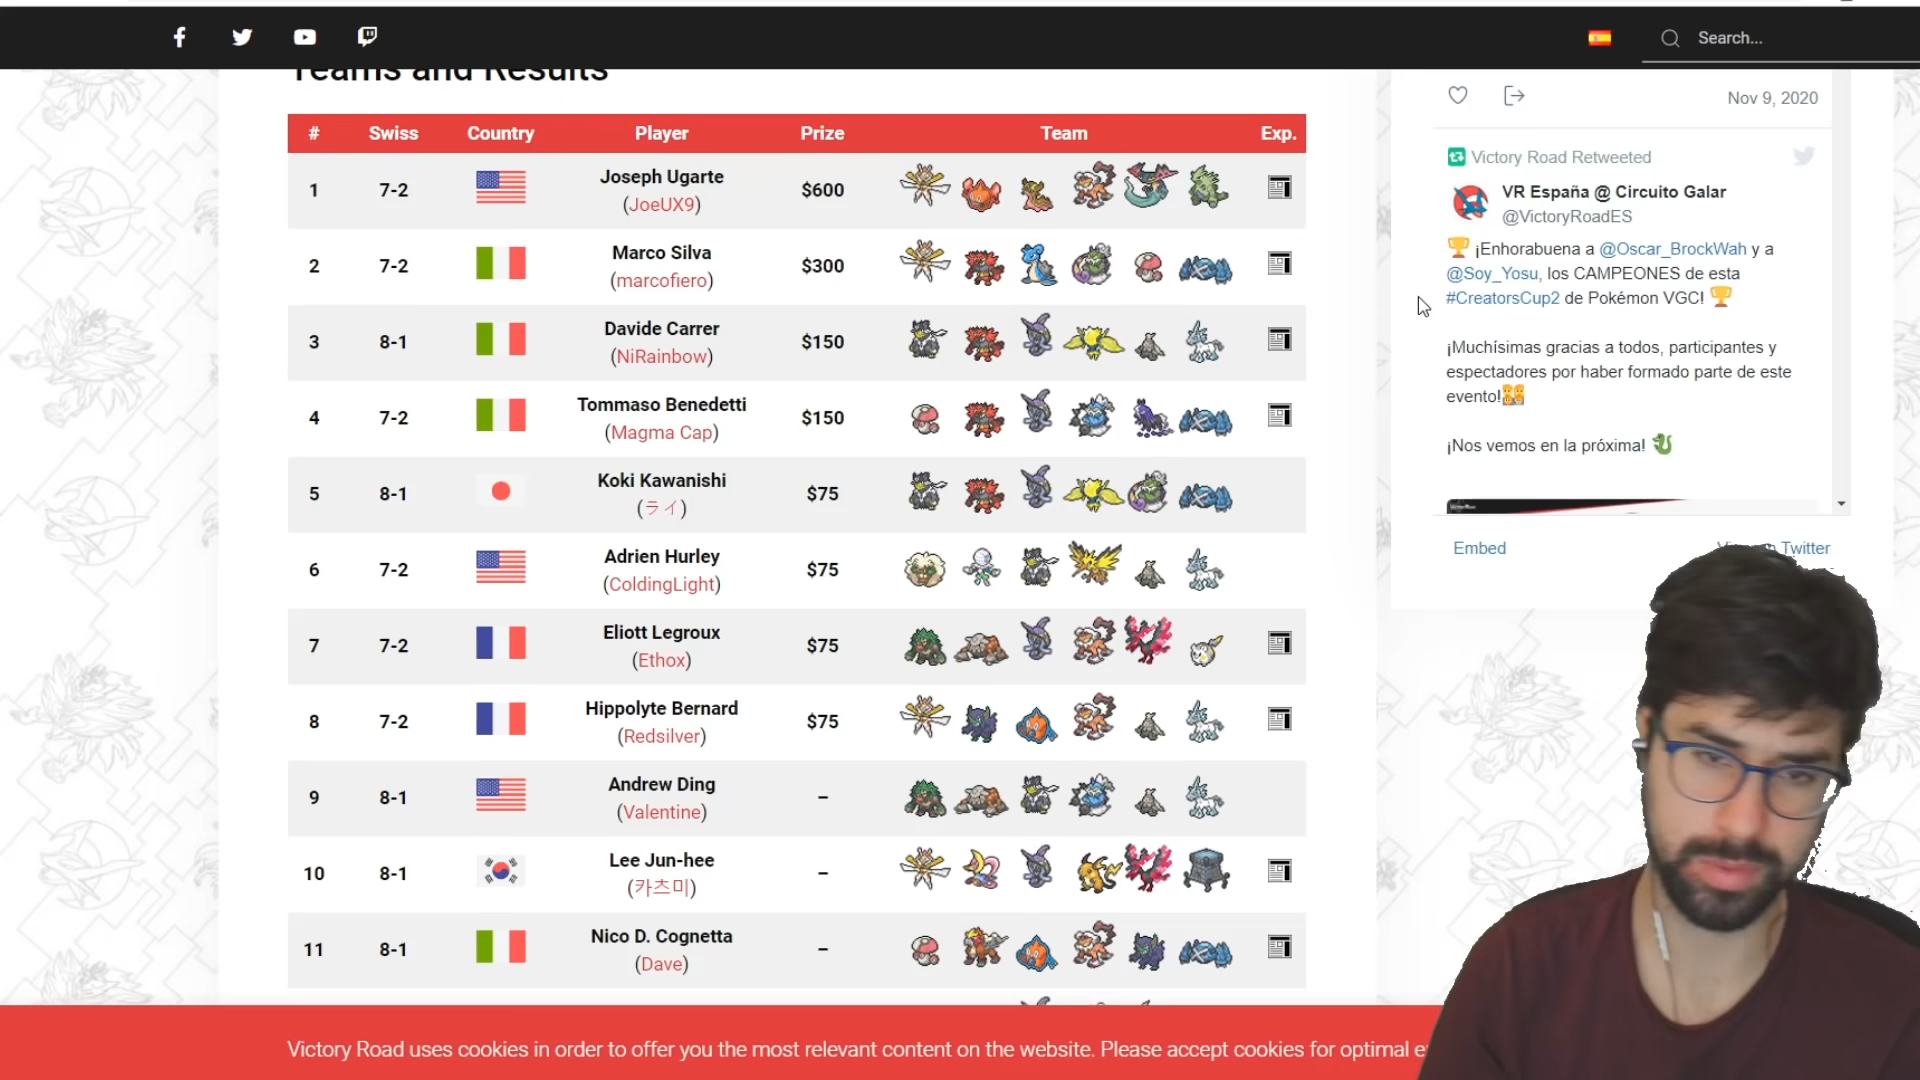 Search...
Teams and Results
# Swiss Country Player Prize Team Exp.
1 7-2 Joseph Ugarte (JoeUX9) $600
2 7-2 Marco Silva (marcofiero) $300
3 8-1 Davide Carrer (NiRainbow) $150
4 7-2 Tommaso Benedetti (Magma Cap) $150
5 8-1 Koki Kawanishi (ライ) $75
6 7-2 Adrien Hurley (ColdingLight) $75
7 7-2 Eliott Legroux (Ethox) $75
8 7-2 Hippolyte Bernard (Redsilver) $75
9 8-1 Andrew Ding (Valentine) –
10 8-1 Lee Jun-hee (카츠미) –
11 8-1 Nico D. Cognetta (Dave) –
Nov 9, 2020
Victory Road Retweeted
VR España @ Circuito Galar
@VictoryRoadES
¡Enhorabuena a @Oscar_BrockWah y a
@Soy_Yosu, los CAMPEONES de esta
#CreatorsCup2 de Pokémon VGC!
¡Muchísimas gracias a todos, participantes y
espectadores por haber formado parte de este
evento!
¡Nos vemos en la próxima!
Embed
Twitter
Victory Road uses cookies in order to offer you the most relevant content on the website. Please accept cookies for optimal